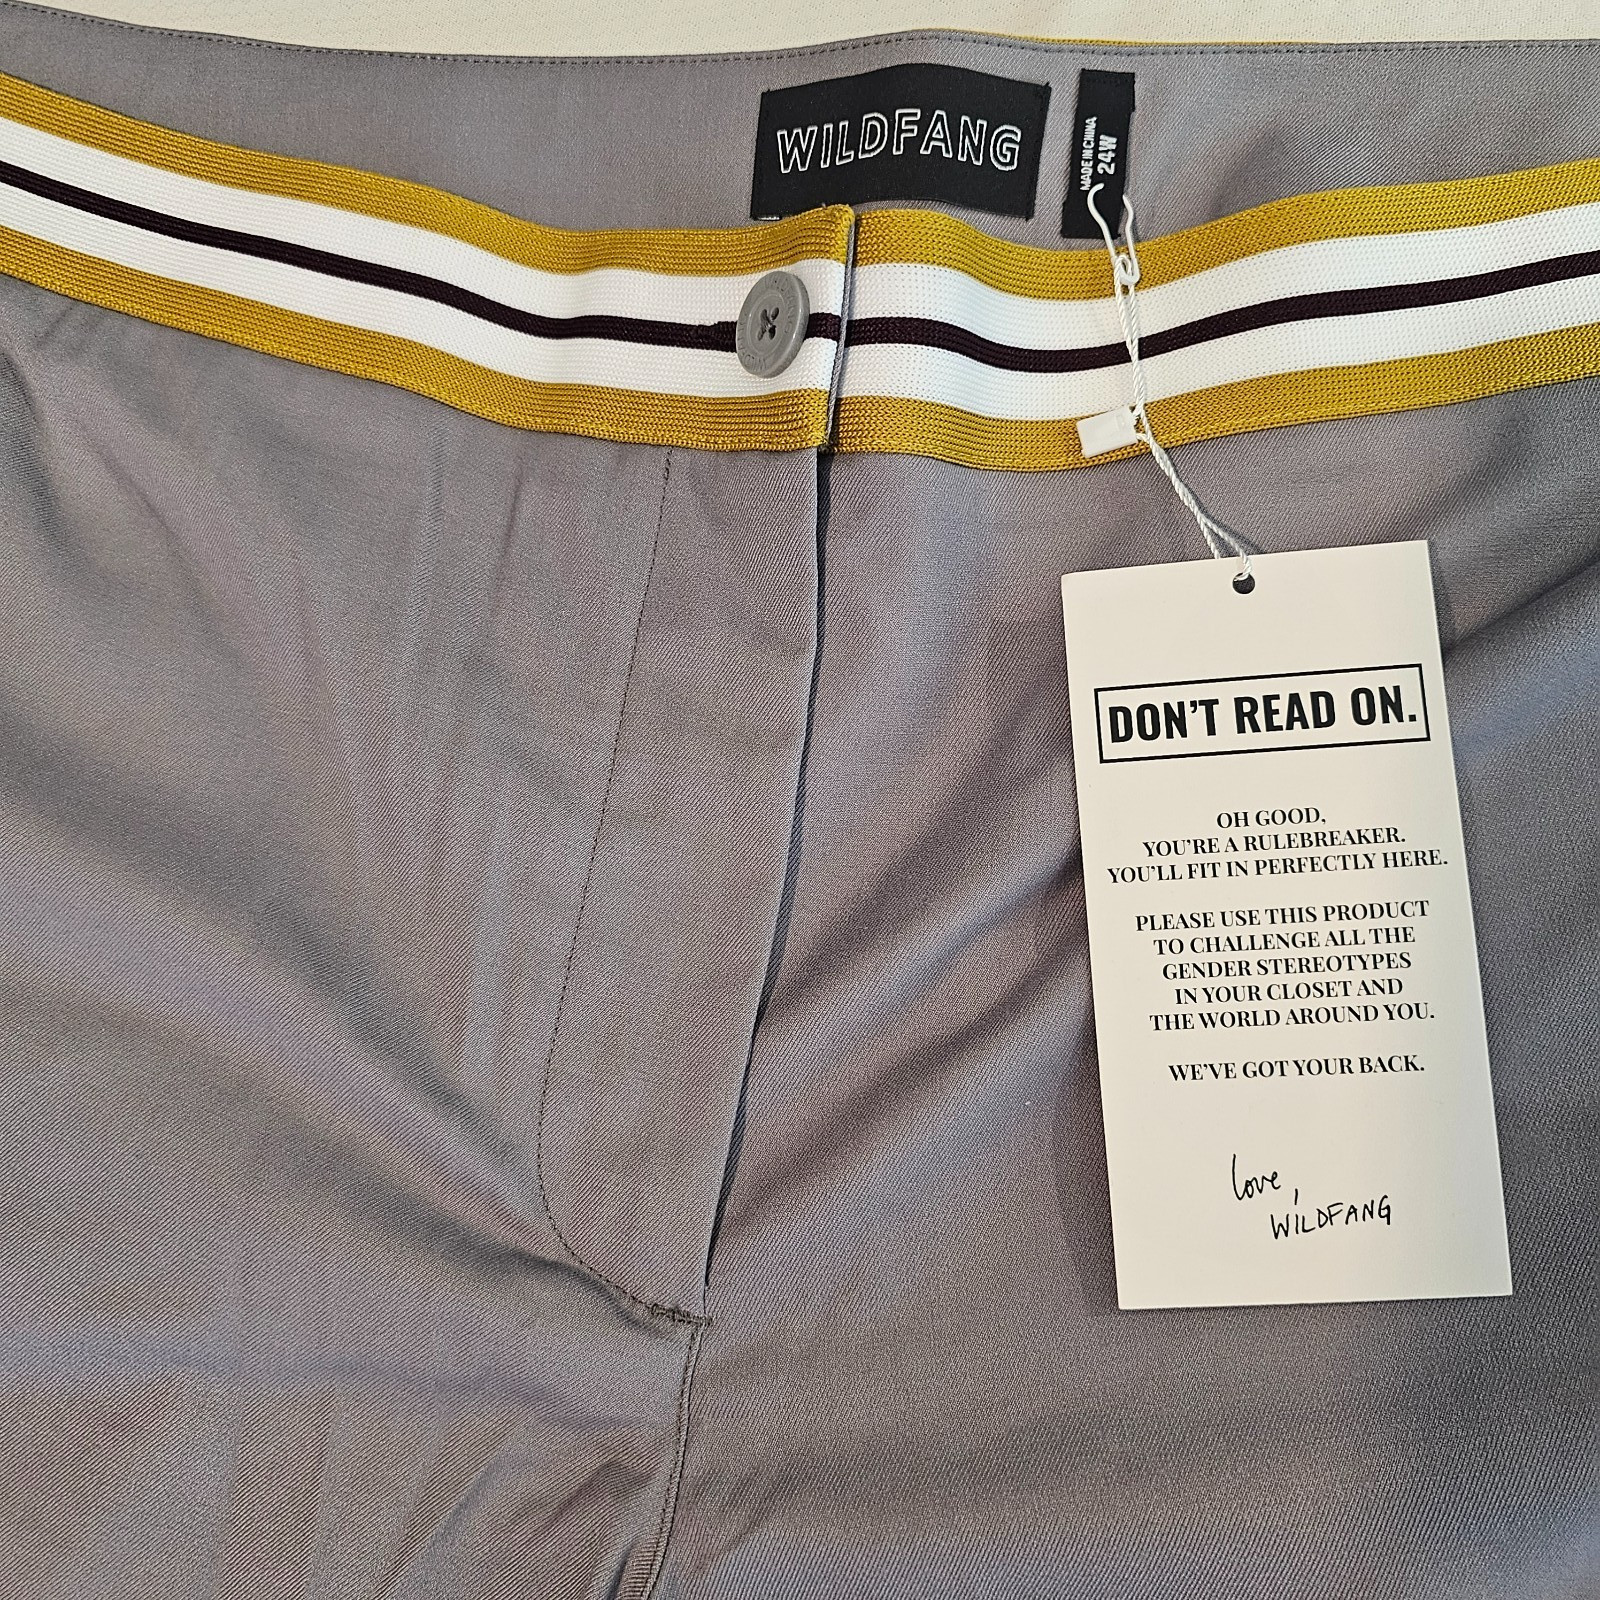 WILDFANG
MADE IN CHINA
24W
DON'T READ ON.
OH GOOD,
YOU'RE A RULEBREAKER.
YOU'LL FIT IN PERFECTLY HERE.
PLEASE USE THIS PRODUCT
TO CHALLENGE ALL THE
GENDER STEREOTYPES
IN YOUR CLOSET AND
THE WORLD AROUND YOU.
WE'VE GOT YOUR BACK.
love,
WILDFANG